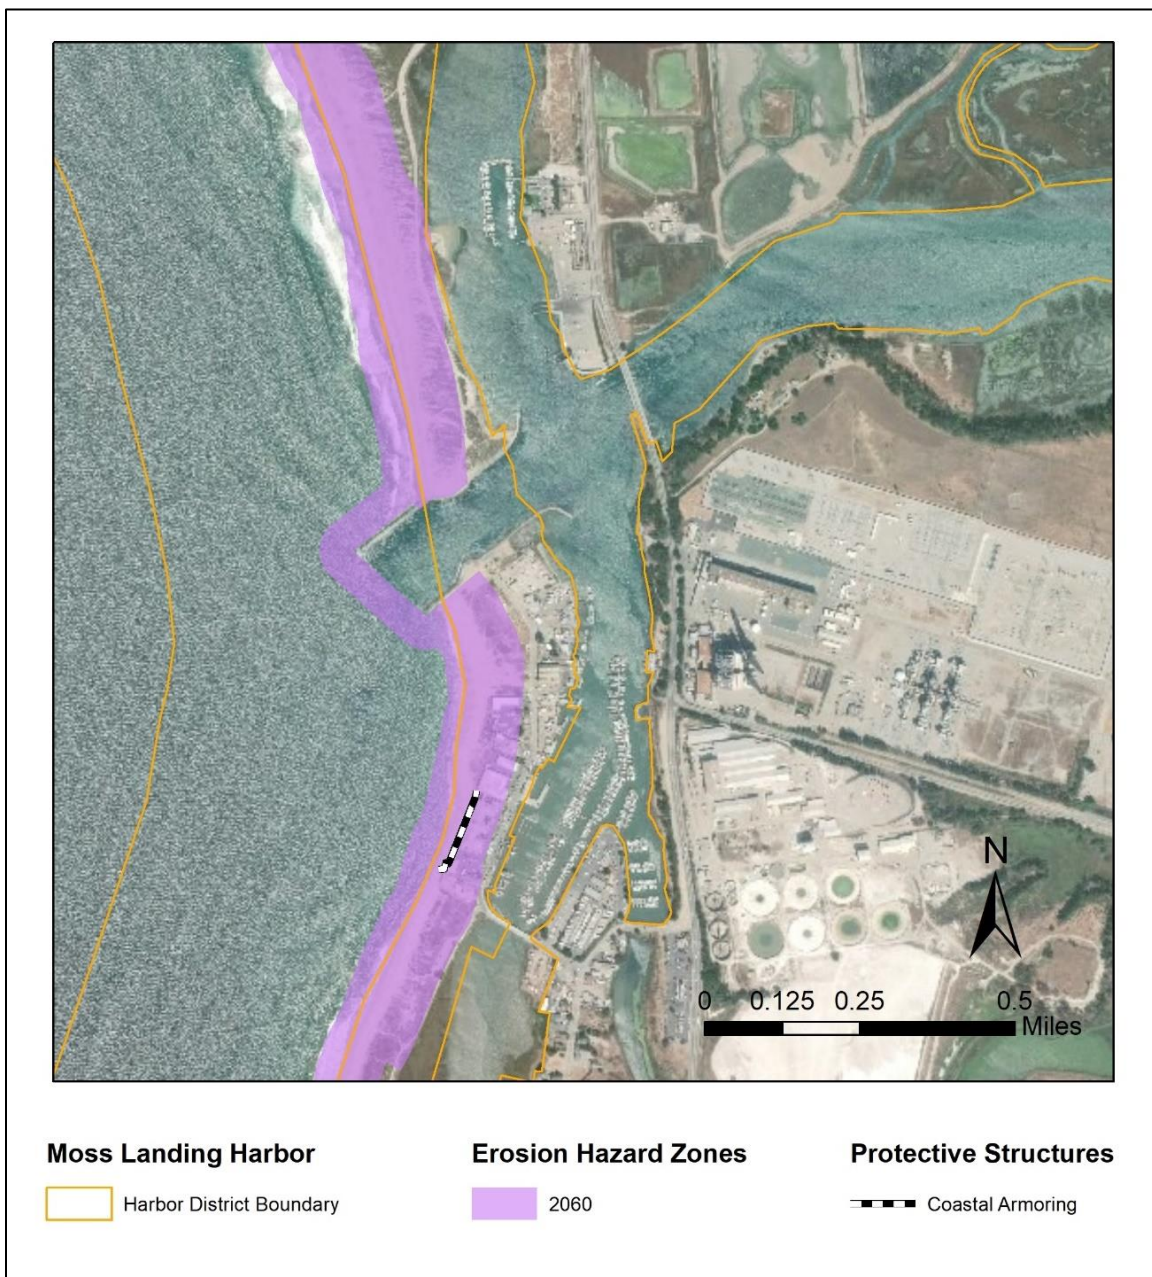 N
0 0.125 0.25 0.5
Miles
Moss Landing Harbor
Harbor District Boundary
Erosion Hazard Zones
2060
Protective Structures
Coastal Armoring